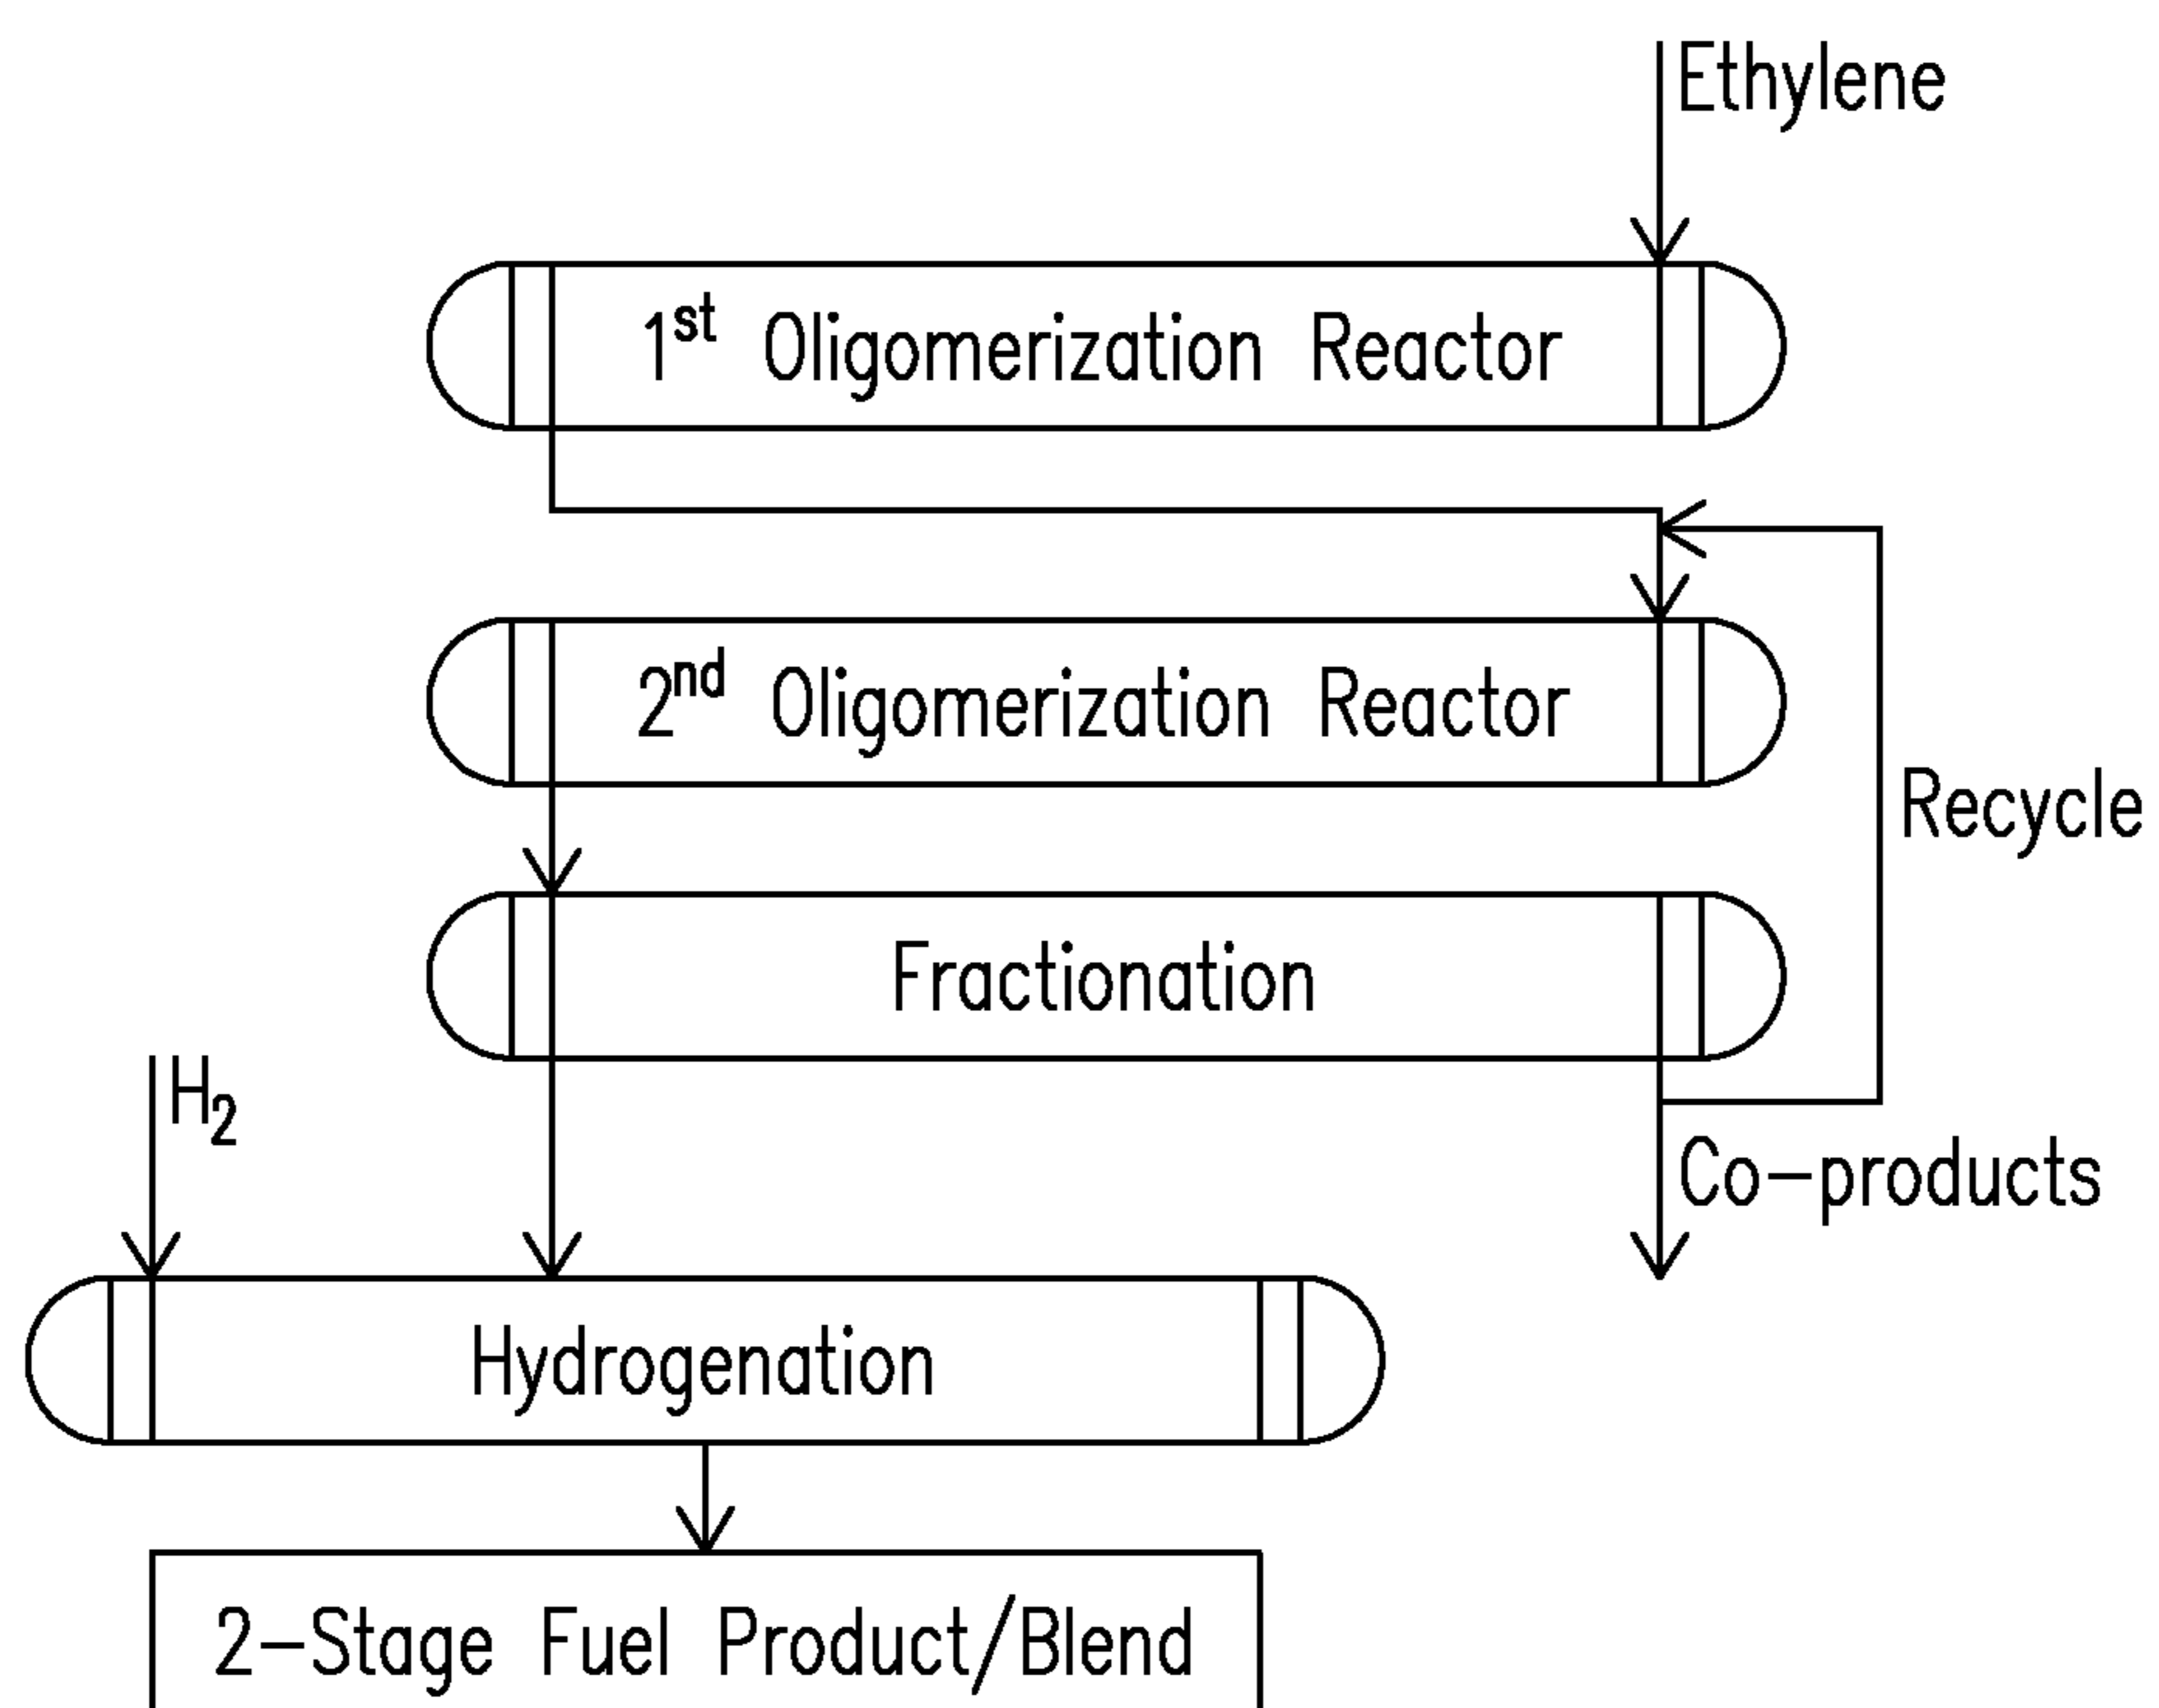 Ethylene
1st Oligomerization Reactor
2nd Oligomerization Reactor
Recycle
Fractionation
H2
Co-products
Hydrogenation
2-Stage Fuel Product/Blend